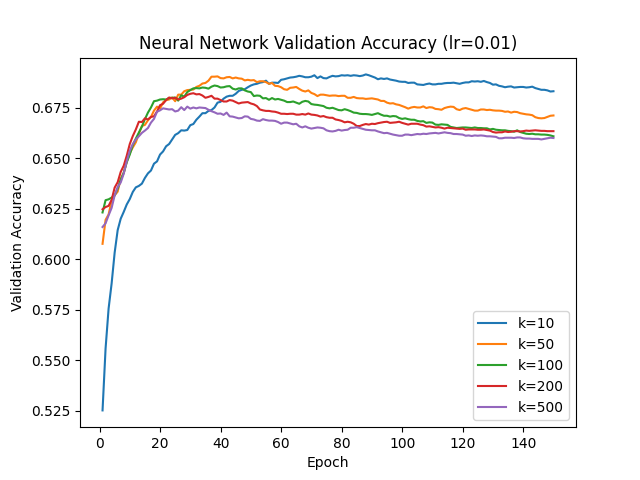 Neural Network Validation Accuracy (lr=0.01)
Validation Accuracy
0.675
0.650
0.625
0.600
0.575
0.550
0.525
k=10
k=50
k=100
k=200
k=500
0 20 40 60 80 100 120 140
Epoch